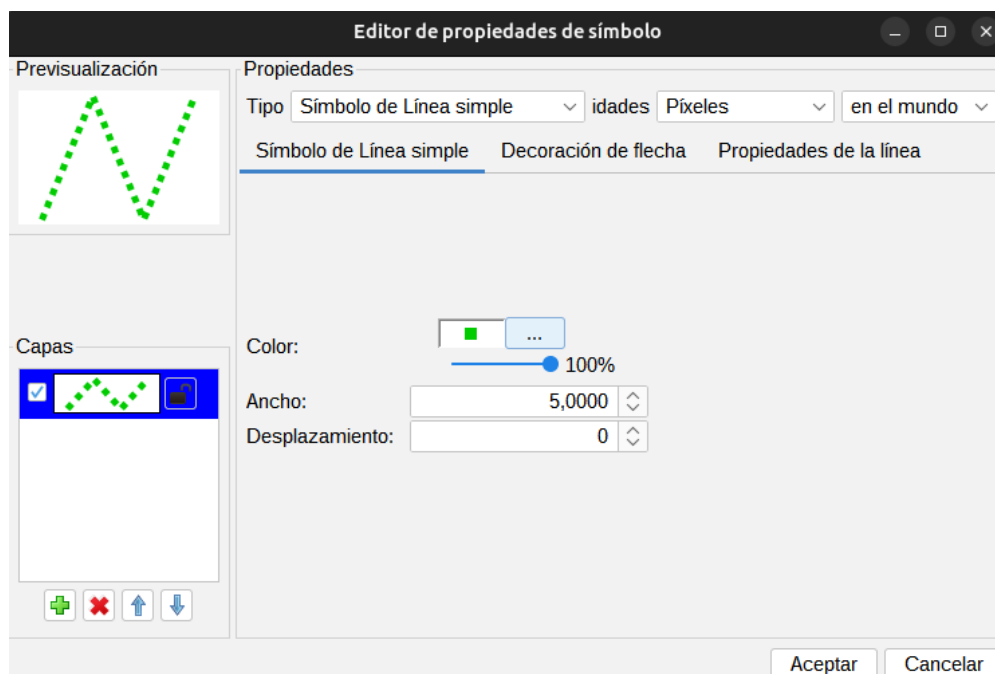 Editor de propiedades de símbolo
Previsualización
Propiedades
Tipo Símbolo de Línea simple idades Píxeles en el mundo
Símbolo de Línea simple Decoración de flecha Propiedades de la línea
Capas
Color: ...
100%
Ancho: 5,0000
Desplazamiento: 0
Aceptar Cancelar